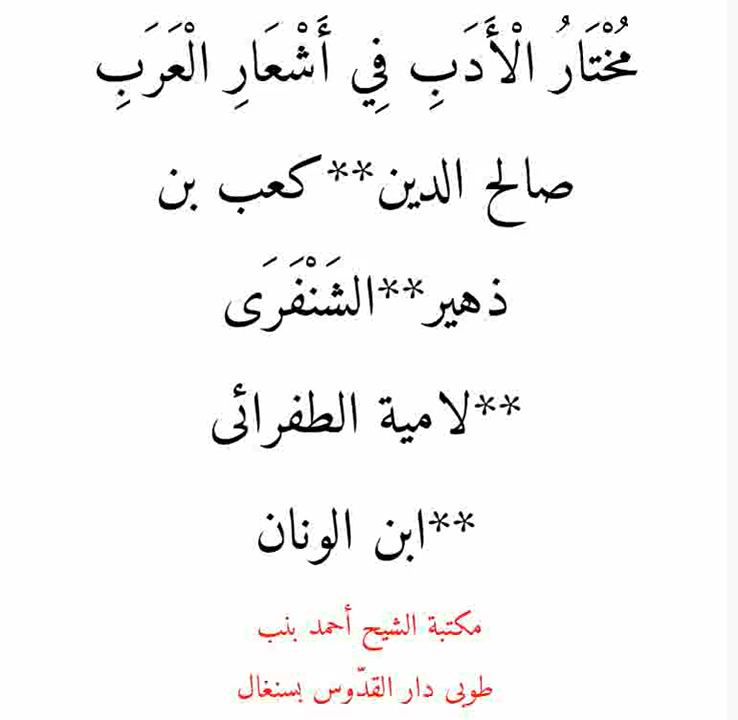 مُخْتَارُ الْأَدَبِ فِي أَشْعَارِ الْعَرَبِ
صالح الدين**كعب بن
ذهير**الشَنْفَرَى
**لامية الطفرائى
**ابن الونان
مكتبة الشيح أحمد بنب
طوبى دار القدّوس بسنغال